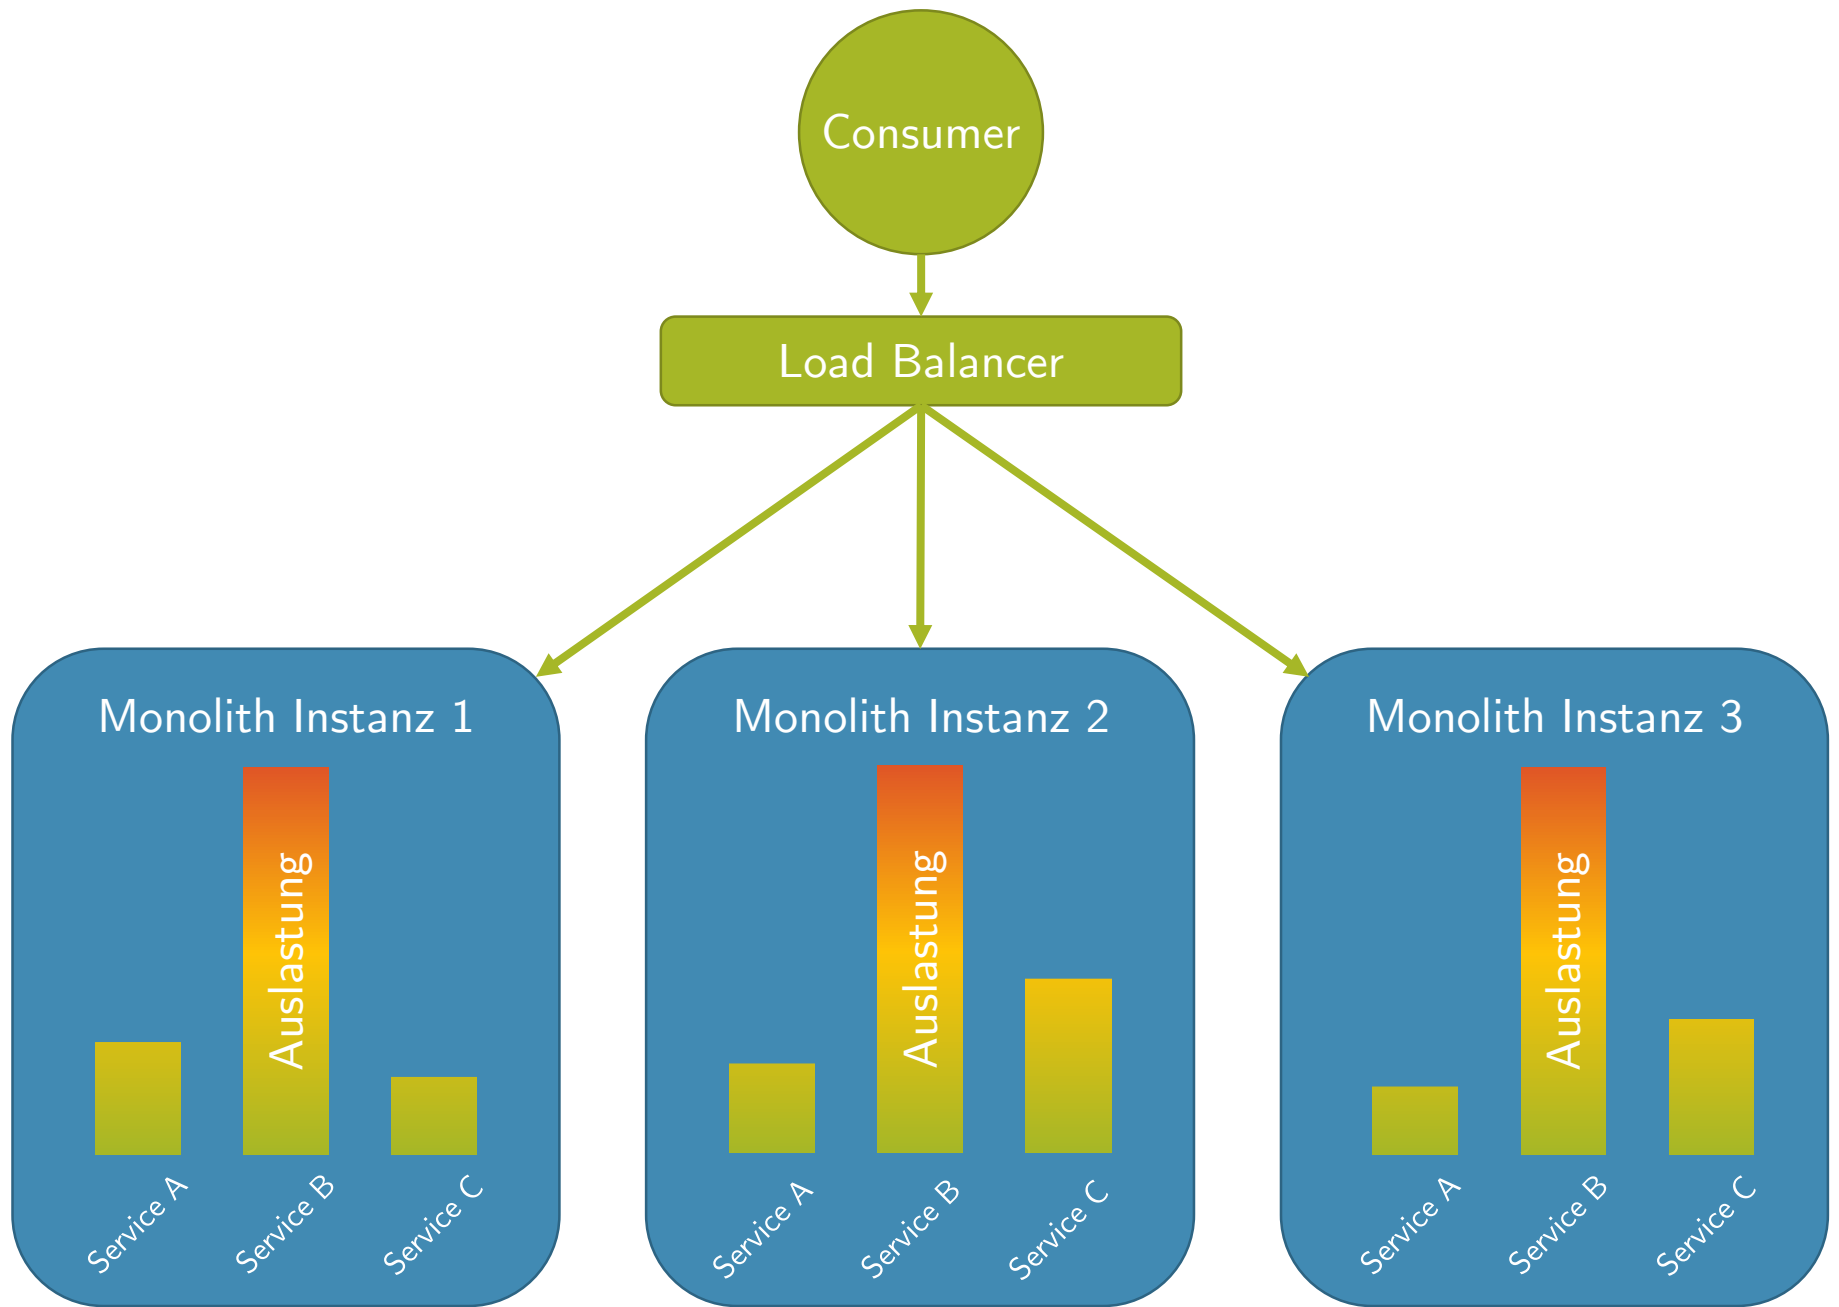 Consumer
Load Balancer
Monolith Instanz 1
Auslastung
Service A
Service B
Service C
Monolith Instanz 2
Auslastung
Service A
Service B
Service C
Monolith Instanz 3
Auslastung
Service A
Service B
Service C